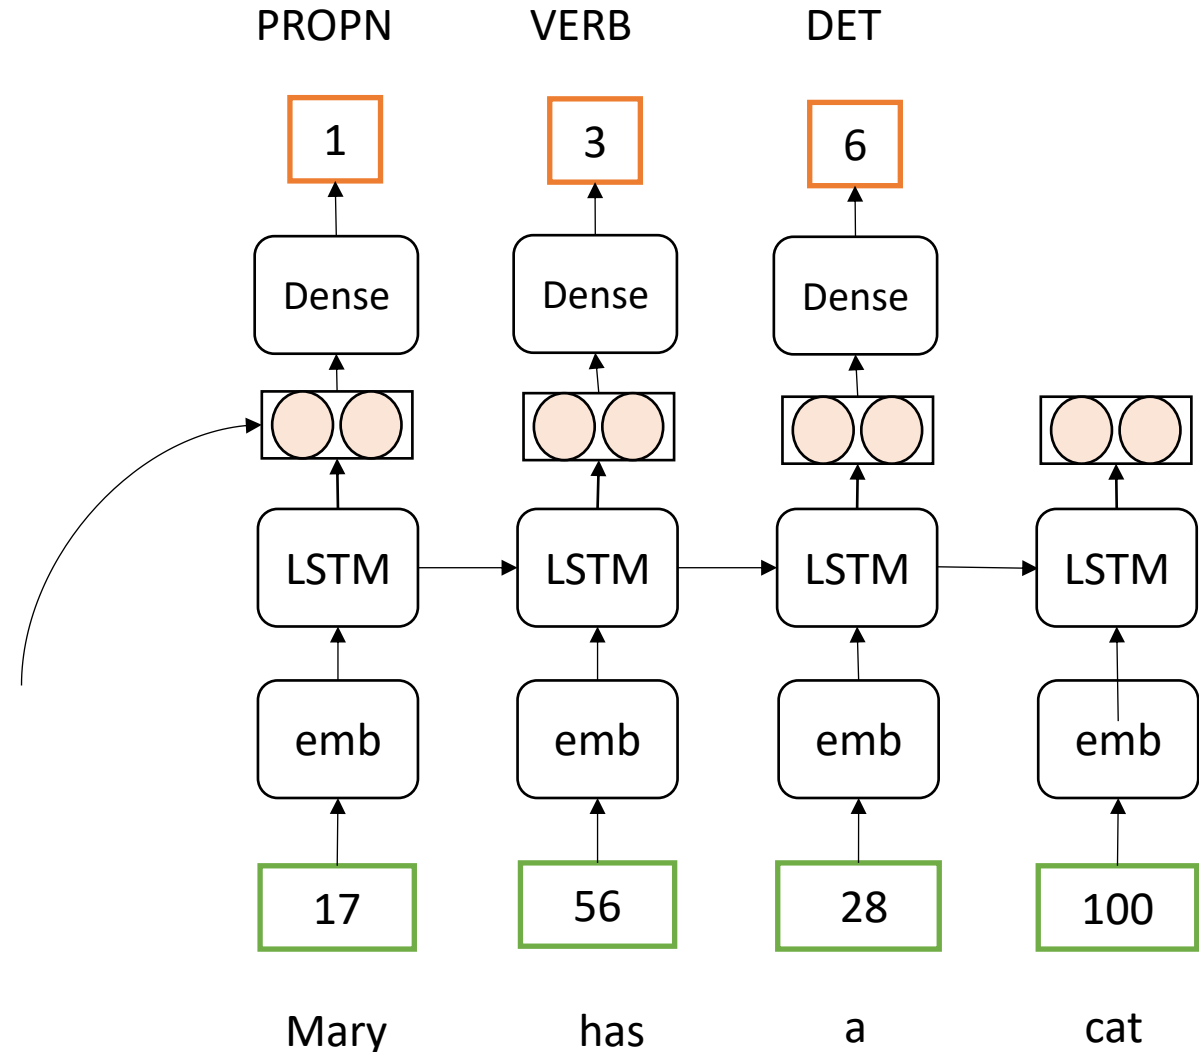 PROPN VERB DET
1 3 6
Dense Dense Dense
LSTM LSTM LSTM LSTM
emb emb emb emb
17 56 28 100
Mary has a cat